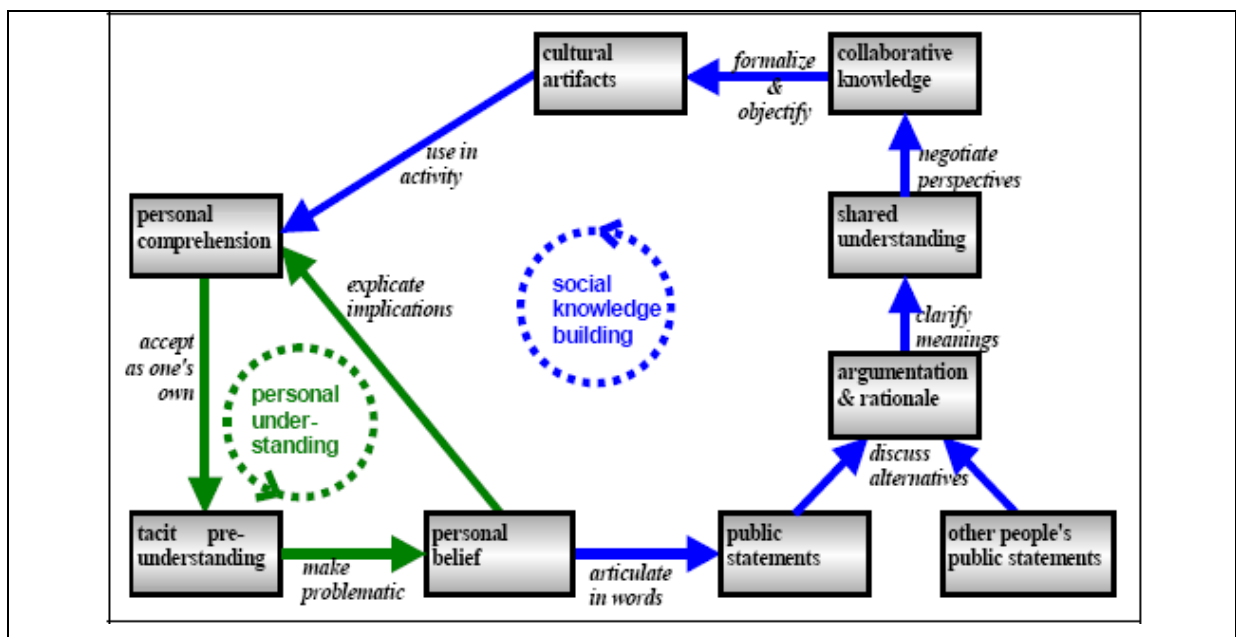 cultural
artifacts
formalize
&
objectify
collaborative
knowledge
use in
activity
negotiate
perspectives
personal
comprehension
shared
understanding
explicate
implications
social
knowledge
building
clarify
meanings
accept
as one's
own
personal
under-
standing
argumentation
& rationale
discuss
alternatives
tacit pre-
understanding
make
problematic
personal
belief
articulate
in words
public
statements
other people's
public statements